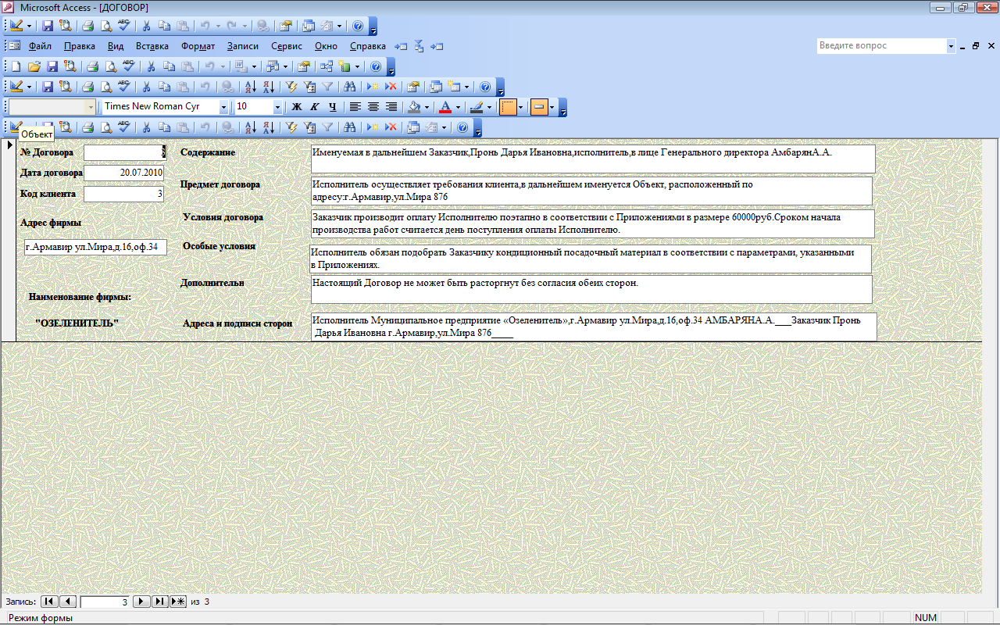 Microsoft Access - [ДОГОВОР]
Файл Правка Вид Вставка Формат Записи Сервис Окно Справка
Введите вопрос
Times New Roman Cyr 10 Ж К Ч
Объект
№ Договора
Дата договора 20.07.2010
Код клиента 3
Адрес фирмы
г.Армавир ул.Мира,д.16,оф.34
Наименование фирмы:
"ОЗЕЛЕНИТЕЛЬ"
Содержание
Именуемая в дальнейшем Заказчик,Пронь Дарья Ивановна,исполнитель,в лице Генерального директора АмбарянА.А.
Предмет договора
Исполнитель осуществляет требования клиента,в дальнейшем именуется Объект, расположенный по
адресу:г.Армавир,ул.Мира 876
Условия договора
Заказчик производит оплату Исполнителю поэтапно в соответствии с Приложениями в размере 60000руб.Сроком начала
производства работ считается день поступления оплаты Исполнителю.
Особые условия
Исполнитель обязан подобрать Заказчику кондиционный посадочный материал в соответствии с параметрами, указанными
в Приложениях.
Дополнительн
Настоящий Договор не может быть расторгнут без согласия обеих сторон.
Адреса и подписи сторон
Исполнитель Муниципальное предприятие «Озеленитель»,г.Армавир ул.Мира,д.16,оф.34 АМБАРЯНА.А.___Заказчик Пронь
Дарья Ивановна г.Армавир,ул.Мира 876____
Запись: 3 из 3
Режим формы NUM